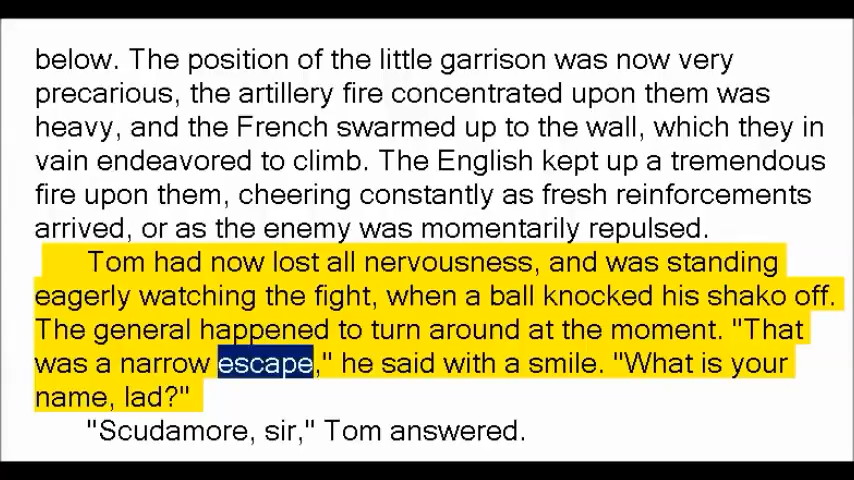 below. The position of the little garrison was now very
precarious, the artillery fire concentrated upon them was
heavy, and the French swarmed up to the wall, which they in
vain endeavored to climb. The English kept up a tremendous
fire upon them, cheering constantly as fresh reinforcements
arrived, or as the enemy was momentarily repulsed.
Tom had now lost all nervousness, and was standing
eagerly watching the fight, when a ball knocked his shako off.
The general happened to turn around at the moment. "That
was a narrow escape," he said with a smile. "What is your
name, lad?"
"Scudamore, sir," Tom answered.